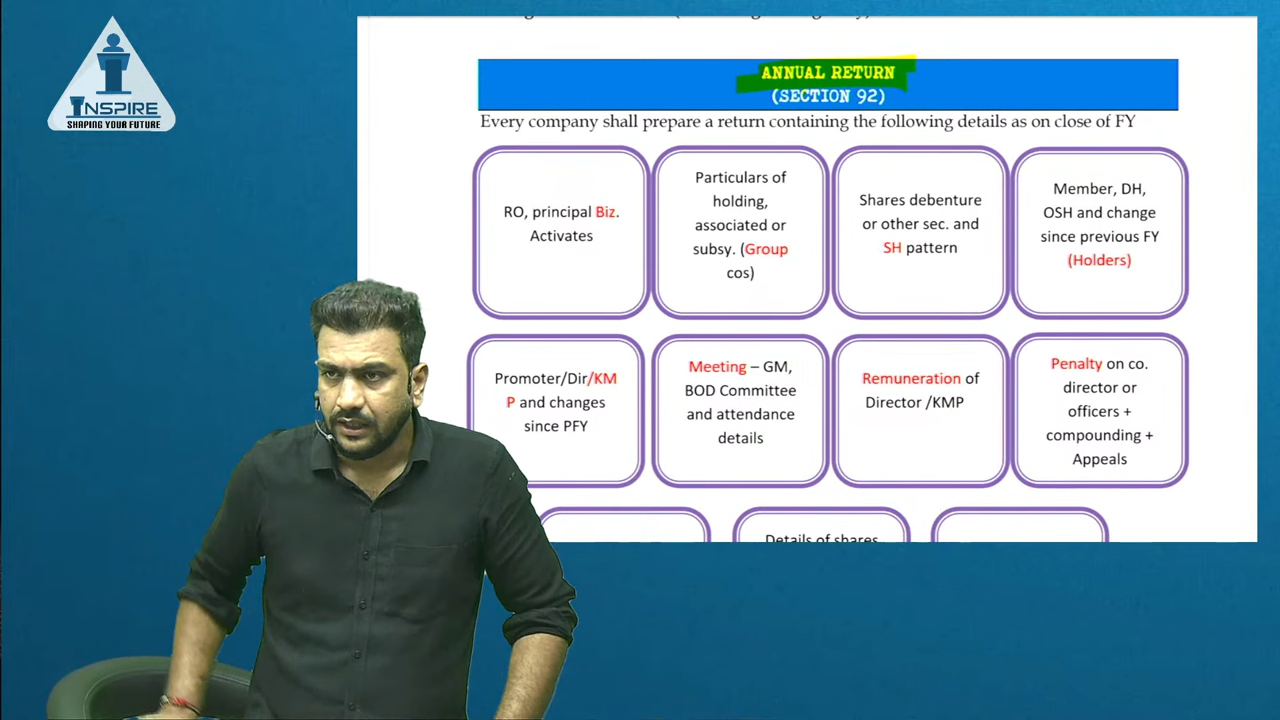 INSPIRE
SHAPING YOUR FUTURE
ANNUAL RETURN
(SECTION 92)
Every company shall prepare a return containing the following details as on close of FY
RO, principal Biz.
Activates
Particulars of
holding,
associated or
subsy. (Group
cos)
Shares debenture
or other sec. and
SH pattern
Member, DH,
OSH and change
since previous FY
(Holders)
Promoter/Dir/KM
P and changes
since PFY
Meeting – GM,
BOD Committee
and attendance
details
Remuneration of
Director /KMP
Penalty on co.
director or
officers +
compounding +
Appeals
Details of shares